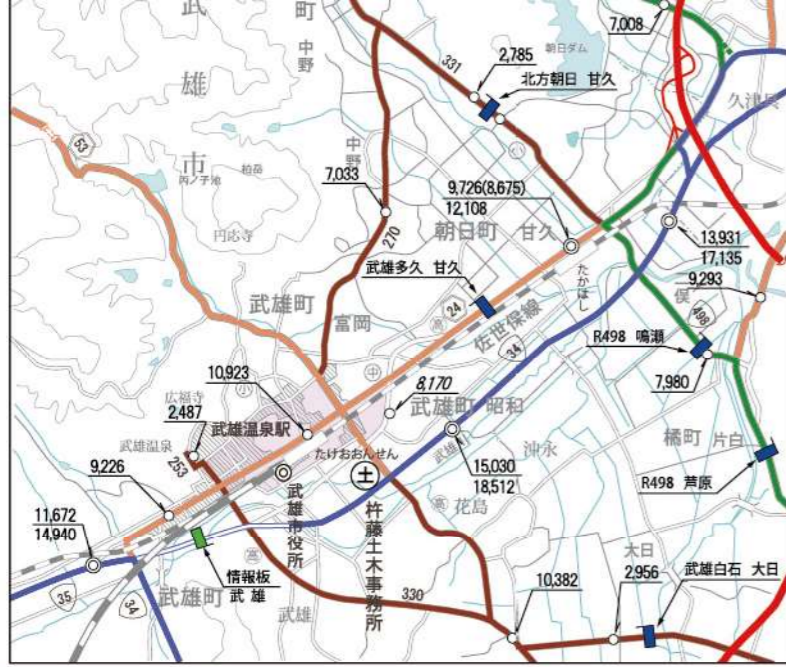 武
雄
市
町
中野
7,008
朝日ダム
2,785
331
北方朝日 甘久
久津具
53
丙ノ子池
柏岳
中野
7,033
円応寺
270
9,726(8,675)
12,108
朝日町 甘久
13,931
17,135
武雄多久 甘久
たかはし
9,293
武雄町
富岡
高
24
佐世保線
498
34
R498 鳴瀬
10,923
中
8,170
7,980
広福寺
小
2,487
武雄温泉駅
武雄町 昭和
橘町 片白
武雄温泉
253
たけおおんせん
武雄川
沖永
9,226
土
15,030
18,512
R498 芦原
高
花島
11,672
14,940
武雄市役所
杵藤土木事務所
高
大日
情報板
武雄
10,382
2,956
武雄白石 大日
35
34
武雄町
武雄
330